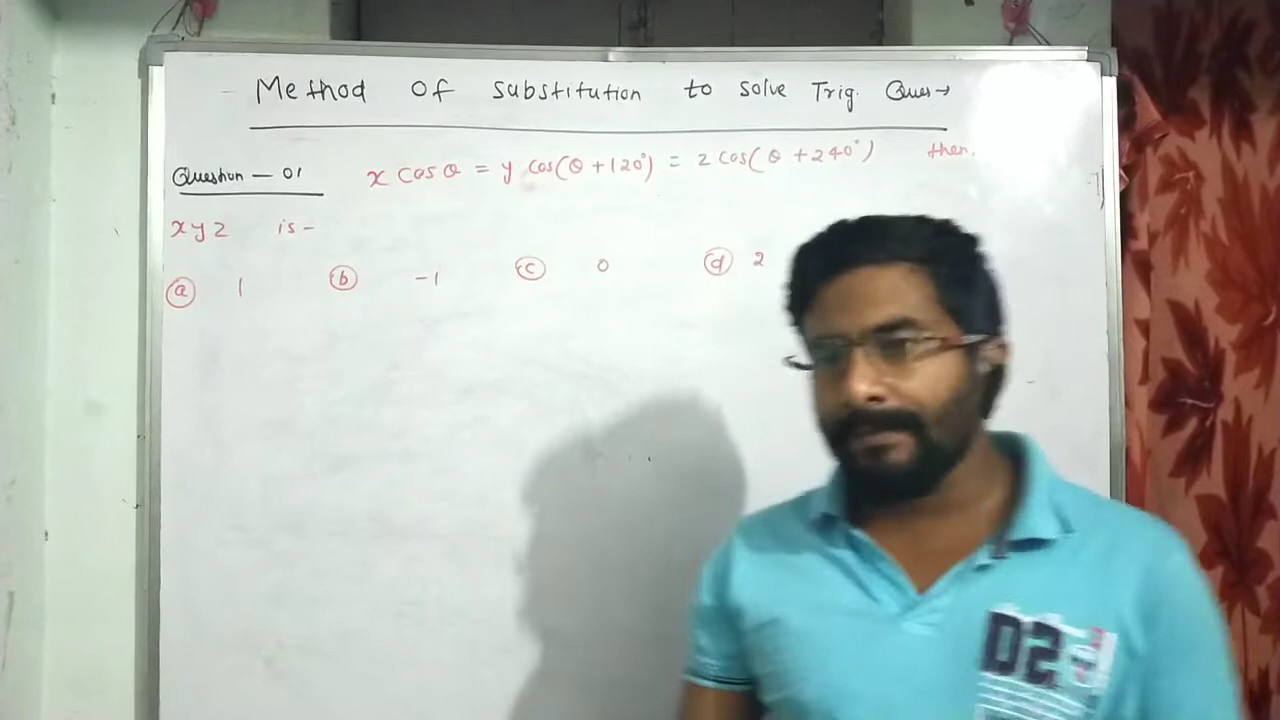 Method of substitution to solve Trig. Ques→
Question - 01 x cosθ = y cos(θ + 120°) = z cos(θ + 240°) then,
xyz is -
(a) 1 (b) -1 (c) 0 (d) 2